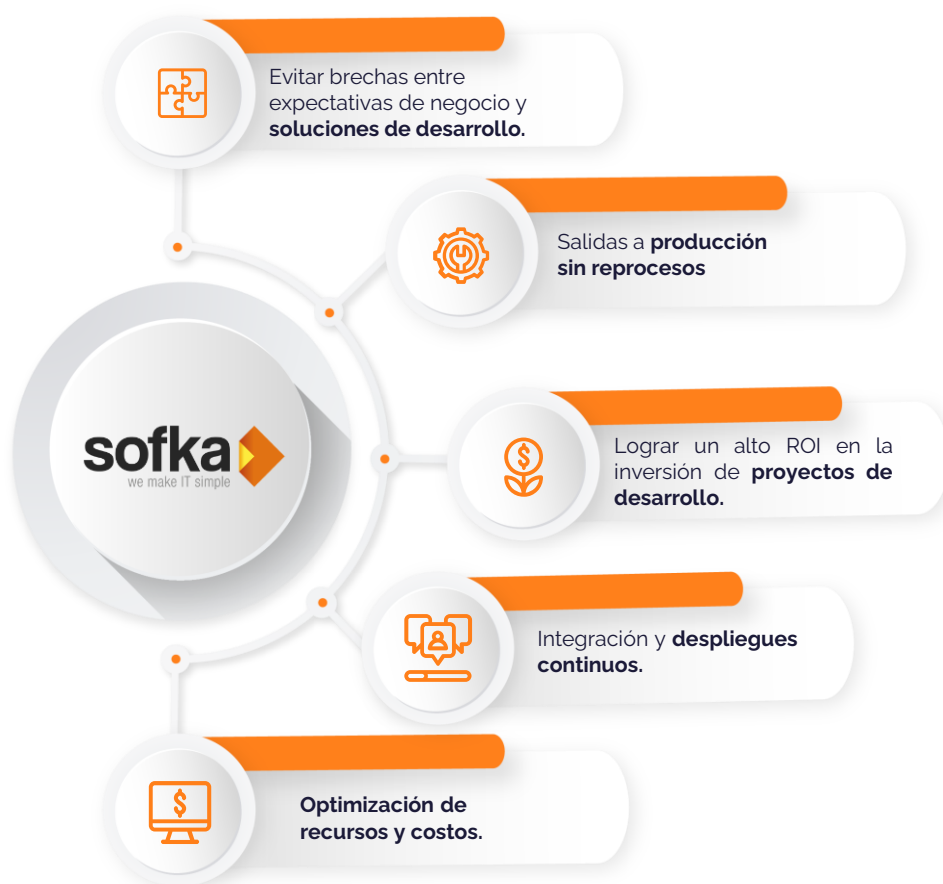 Evitar brechas entre
expectativas de negocio y
soluciones de desarrollo.
Salidas a producción
sin reprocesos
sofka
we make IT simple
Lograr un alto ROI en la
inversión de proyectos de
desarrollo.
Integración y despliegues
continuos.
Optimización de
recursos y costos.